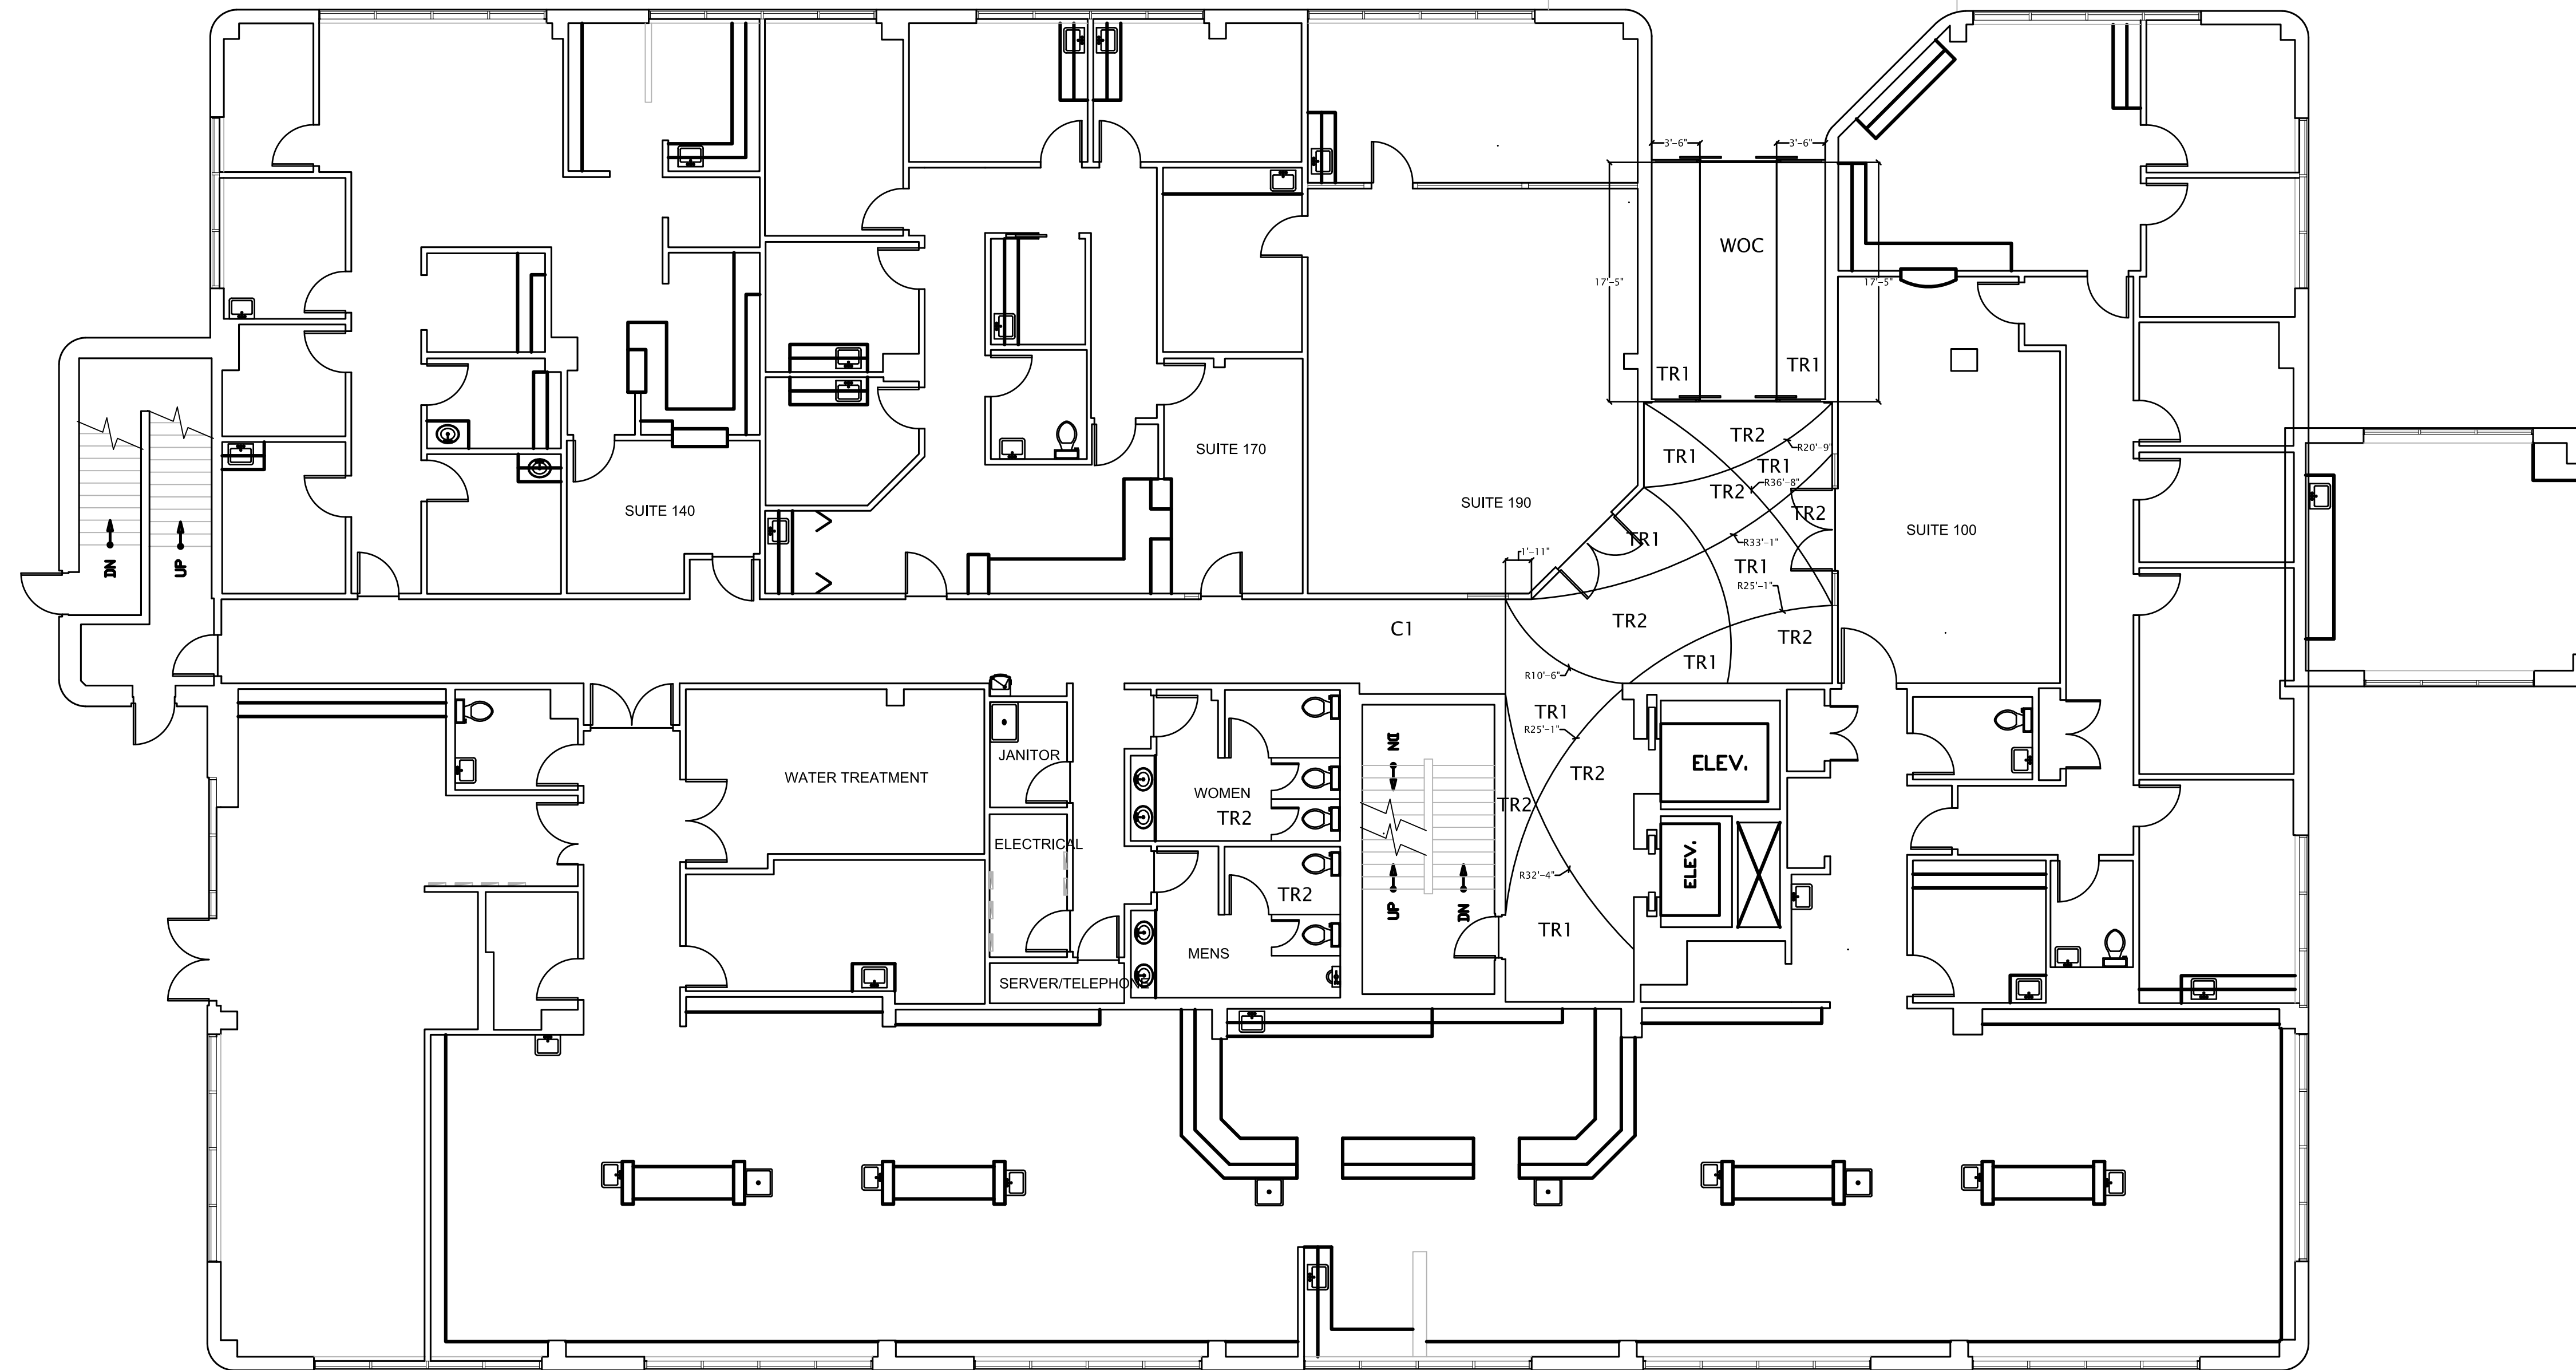 3'-6"
3'-6"
WOC
17'-5"
17'-5"
TR1
TR1
TR2
R20'-9"
TR1
TR1
R36'-8"
TR2
TR2
SUITE 170
SUITE 190
SUITE 140
SUITE 100
TR1
R33'-1"
1'-11"
TR1
R25'-1"
DN
UP
TR2
C1
TR2
TR1
R10'-6"
TR1
R25'-1"
DN
JANITOR
ELEV.
WATER TREATMENT
TR2
WOMEN
TR2
TR2
ELECTRICAL
ELEV.
R32'-4"
TR2
UP
DN
TR1
MENS
SERVER/TELEPHONE